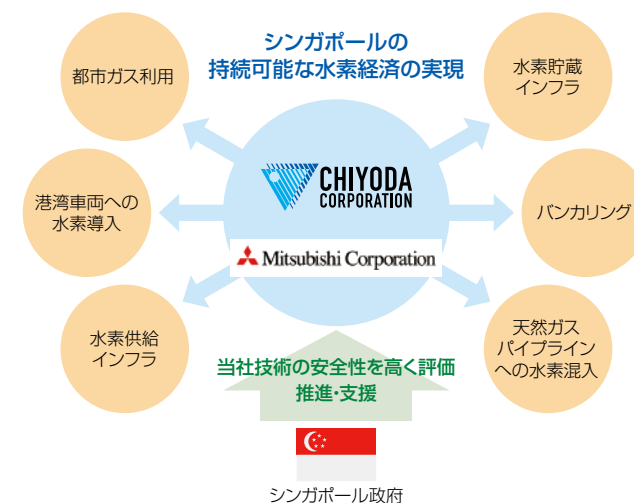 シンガポールの
持続可能な水素経済の実現
都市ガス利用
水素貯蔵
インフラ
CHIYODA
CORPORATION
港湾車両への
水素導入
バンカリング
Mitsubishi Corporation
水素供給
インフラ
天然ガス
パイプライン
への水素混入
当社技術の安全性を高く評価
推進・支援
シンガポール政府